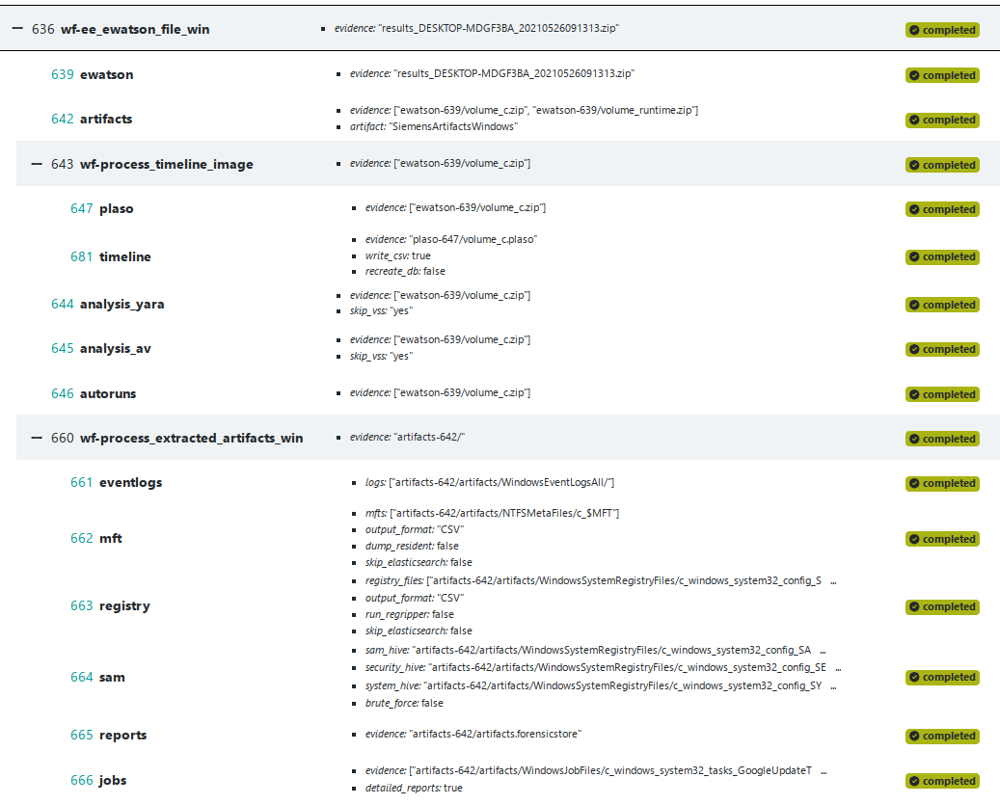 636 wf-ee_ewatson_file_win
evidence: "results_DESKTOP-MDGF3BA_20210526091313.zip"
completed
639 ewatson
evidence: "results_DESKTOP-MDGF3BA_20210526091313.zip"
completed
642 artifacts
evidence: ["ewatson-639/volume_c.zip", "ewatson-639/volume_runtime.zip"]
artifact: "SiemensArtifactsWindows"
completed
643 wf-process_timeline_image
evidence: ["ewatson-639/volume_c.zip"]
completed
647 plaso
evidence: ["ewatson-639/volume_c.zip"]
completed
681 timeline
evidence: "plaso-647/volume_c.plaso"
write_csv: true
recreate_db: false
completed
644 analysis_yara
evidence: ["ewatson-639/volume_c.zip"]
skip_vss: "yes"
completed
645 analysis_av
evidence: ["ewatson-639/volume_c.zip"]
skip_vss: "yes"
completed
646 autoruns
evidence: ["ewatson-639/volume_c.zip"]
completed
660 wf-process_extracted_artifacts_win
evidence: "artifacts-642/"
completed
661 eventlogs
logs: ["artifacts-642/artifacts/WindowsEventLogsAll/"]
completed
662 mft
mfts: ["artifacts-642/artifacts/NTFSMetaFiles/c_$MFT"]
output_format: "CSV"
dump_resident: false
skip_elasticsearch: false
completed
663 registry
registry_files: ["artifacts-642/artifacts/WindowsSystemRegistryFiles/c_windows_system32_config_S ...
output_format: "CSV"
run_regripper: false
skip_elasticsearch: false
completed
664 sam
sam_hive: "artifacts-642/artifacts/WindowsSystemRegistryFiles/c_windows_system32_config_SA ...
security_hive: "artifacts-642/artifacts/WindowsSystemRegistryFiles/c_windows_system32_config_SE ...
system_hive: "artifacts-642/artifacts/WindowsSystemRegistryFiles/c_windows_system32_config_SY ...
brute_force: false
completed
665 reports
evidence: "artifacts-642/artifacts.forensicstore"
completed
666 jobs
evidence: ["artifacts-642/artifacts/WindowsJobFiles/c_windows_system32_tasks_GoogleUpdateT ...
detailed_reports: true
completed